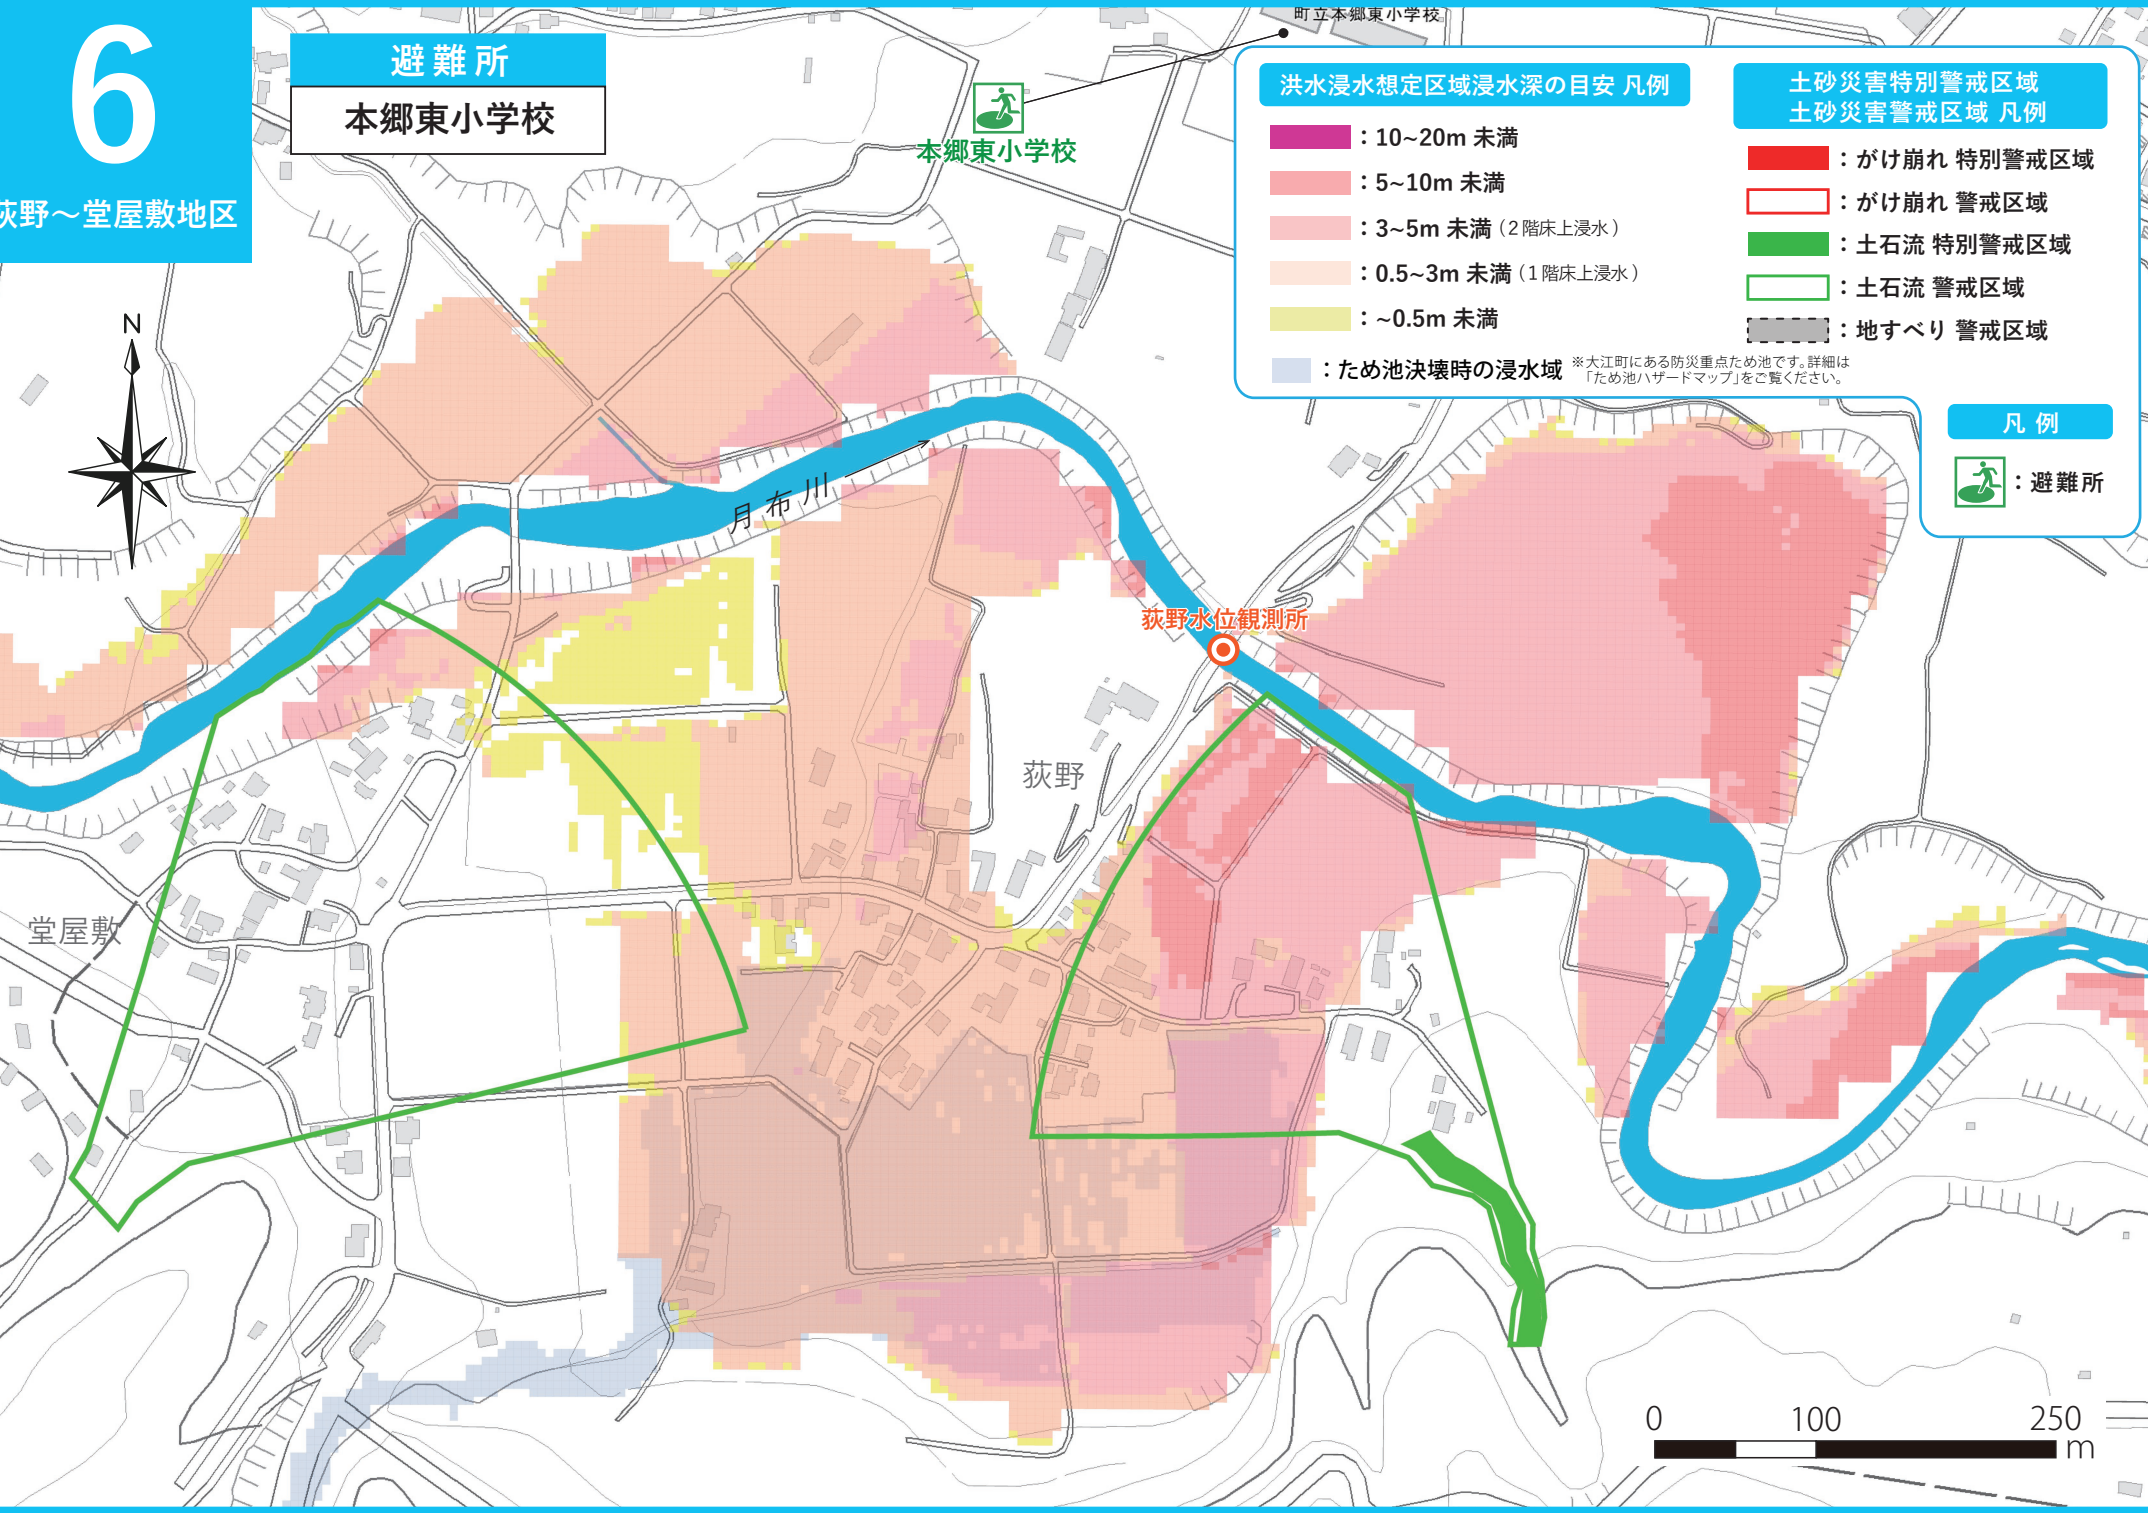 6
荻野～堂屋敷地区
避難所
本郷東小学校
町立本郷東小学校
本郷東小学校
洪水浸水想定区域浸水深の目安 凡例
：10~20m 未満
：5~10m 未満
：3~5m 未満（2階床上浸水）
：0.5~3m 未満（1階床上浸水）
：~0.5m 未満
：ため池決壊時の浸水域 ※大江町にある防災重点ため池です。詳細は
「ため池ハザードマップ」をご覧ください。
土砂災害特別警戒区域
土砂災害警戒区域 凡例
：がけ崩れ 特別警戒区域
：がけ崩れ 警戒区域
：土石流 特別警戒区域
：土石流 警戒区域
：地すべり 警戒区域
凡 例
：避難所
N
月布川
荻野水位観測所
荻野
堂屋敷
0 100 250
m